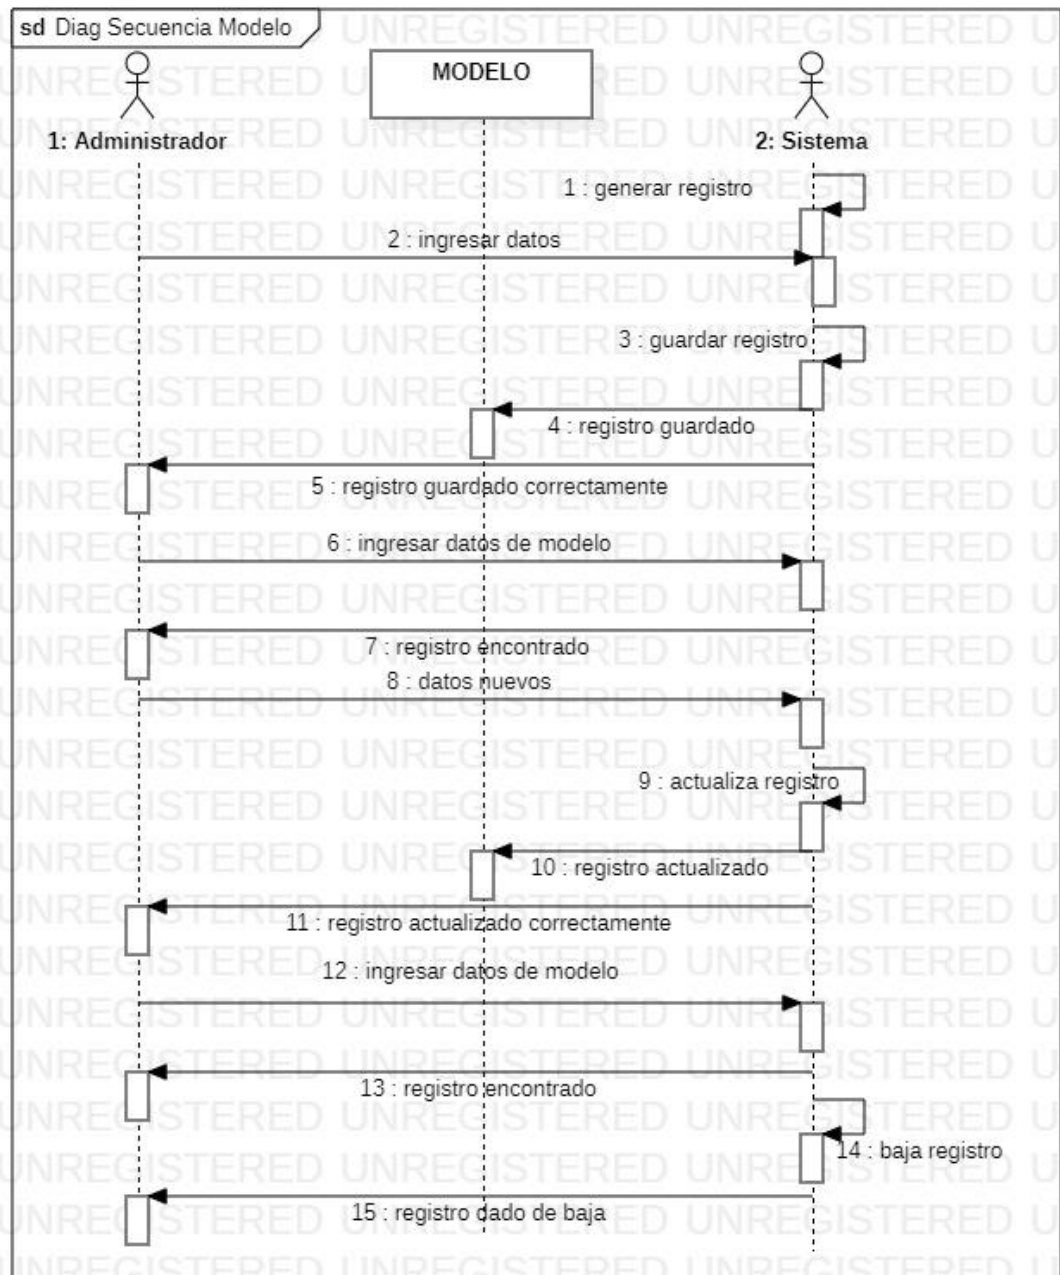 sd Diag Secuencia Modelo
MODELO
1: Administrador
2: Sistema
1 : generar registro
2 : ingresar datos
3 : guardar registro
4 : registro guardado
5 : registro guardado correctamente
6 : ingresar datos de modelo
7 : registro encontrado
8 : datos nuevos
9 : actualiza registro
10 : registro actualizado
11 : registro actualizado correctamente
12 : ingresar datos de modelo
13 : registro encontrado
14 : baja registro
15 : registro dado de baja
UNREGISTERED